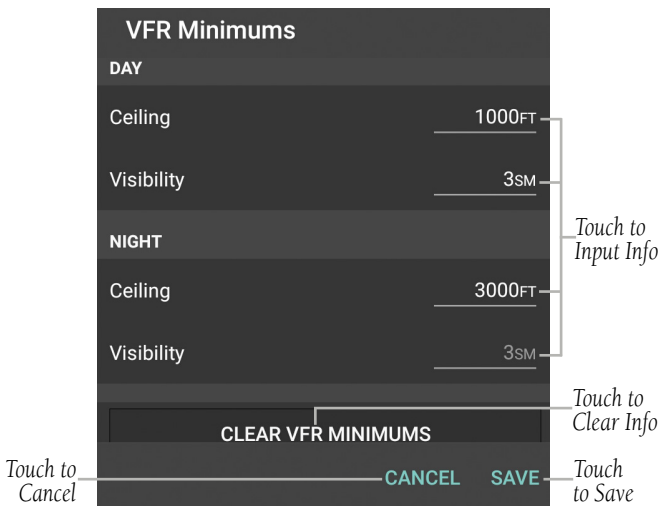 VFR Minimums
DAY
Ceiling 1000FT
Visibility 3SM
NIGHT
Ceiling 3000FT
Visibility 3SM
CLEAR VFR MINIMUMS
CANCEL SAVE
Touch to
Input Info
Touch to
Clear Info
Touch to
Cancel
Touch
to Save